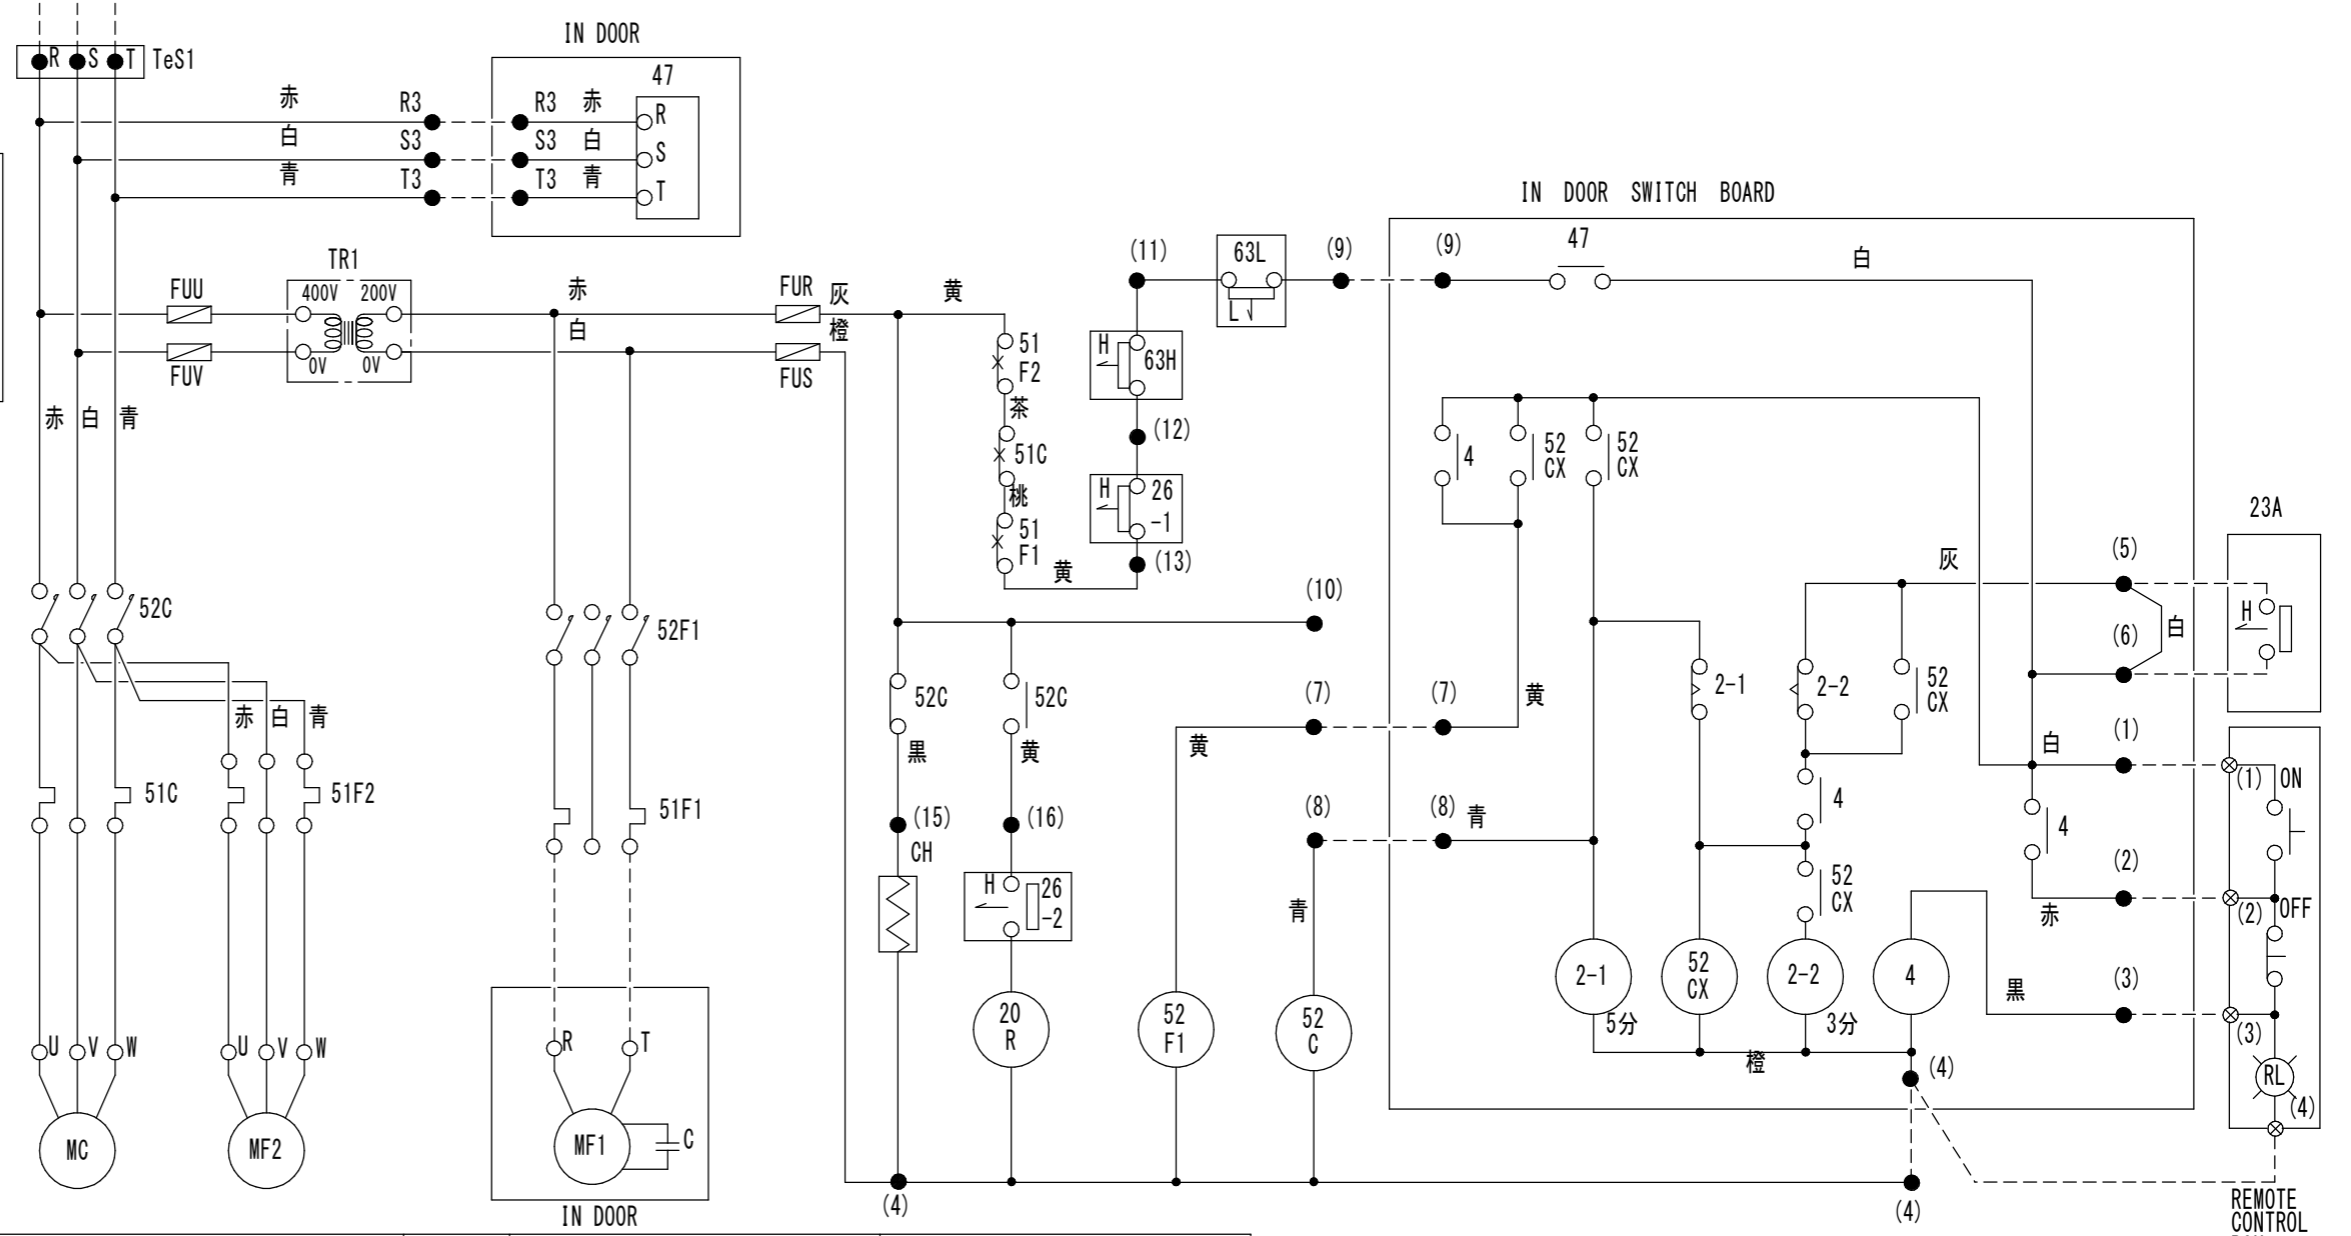 IN DOOR
R S T TeS1
47
赤 R3 R3 赤 R
白 S3 S3 白 S
青 T3 T3 青 T
IN DOOR SWITCH BOARD
TR1
FUU 400V 200V 赤 FUR 灰 黄
白 橙
FUV 0V 0V FUS
(11) 63L (9) (9) 47 白
L
51
F2
茶
51C
桃
51
F1
黄
H 63H
(12)
H 26
-1
(13)
赤 白 青
4 52
CX
52
CX
23A
灰 (5)
H
(6) 白
(10)
52C
52F1
52C 52C
黒 黄
(7) (7) 黄
黄
2-1 2-2 52
CX
白 (1)
(1) ON
赤 白 青
51C 51F2
51F1
(15) (16)
CH
(8) (8) 青
青
4
4
(2)
赤
(2) OFF
H 26
-2
52
CX
20
R
52
F1
52
C
2-1
5分
52
CX
2-2
3分
4
黒 (3)
(3)
橙
(4)
RL
(4)
U V W U V W
R T
MC MF2 MF1 C
IN DOOR
(4)
(4)
REMOTE
CONTROL